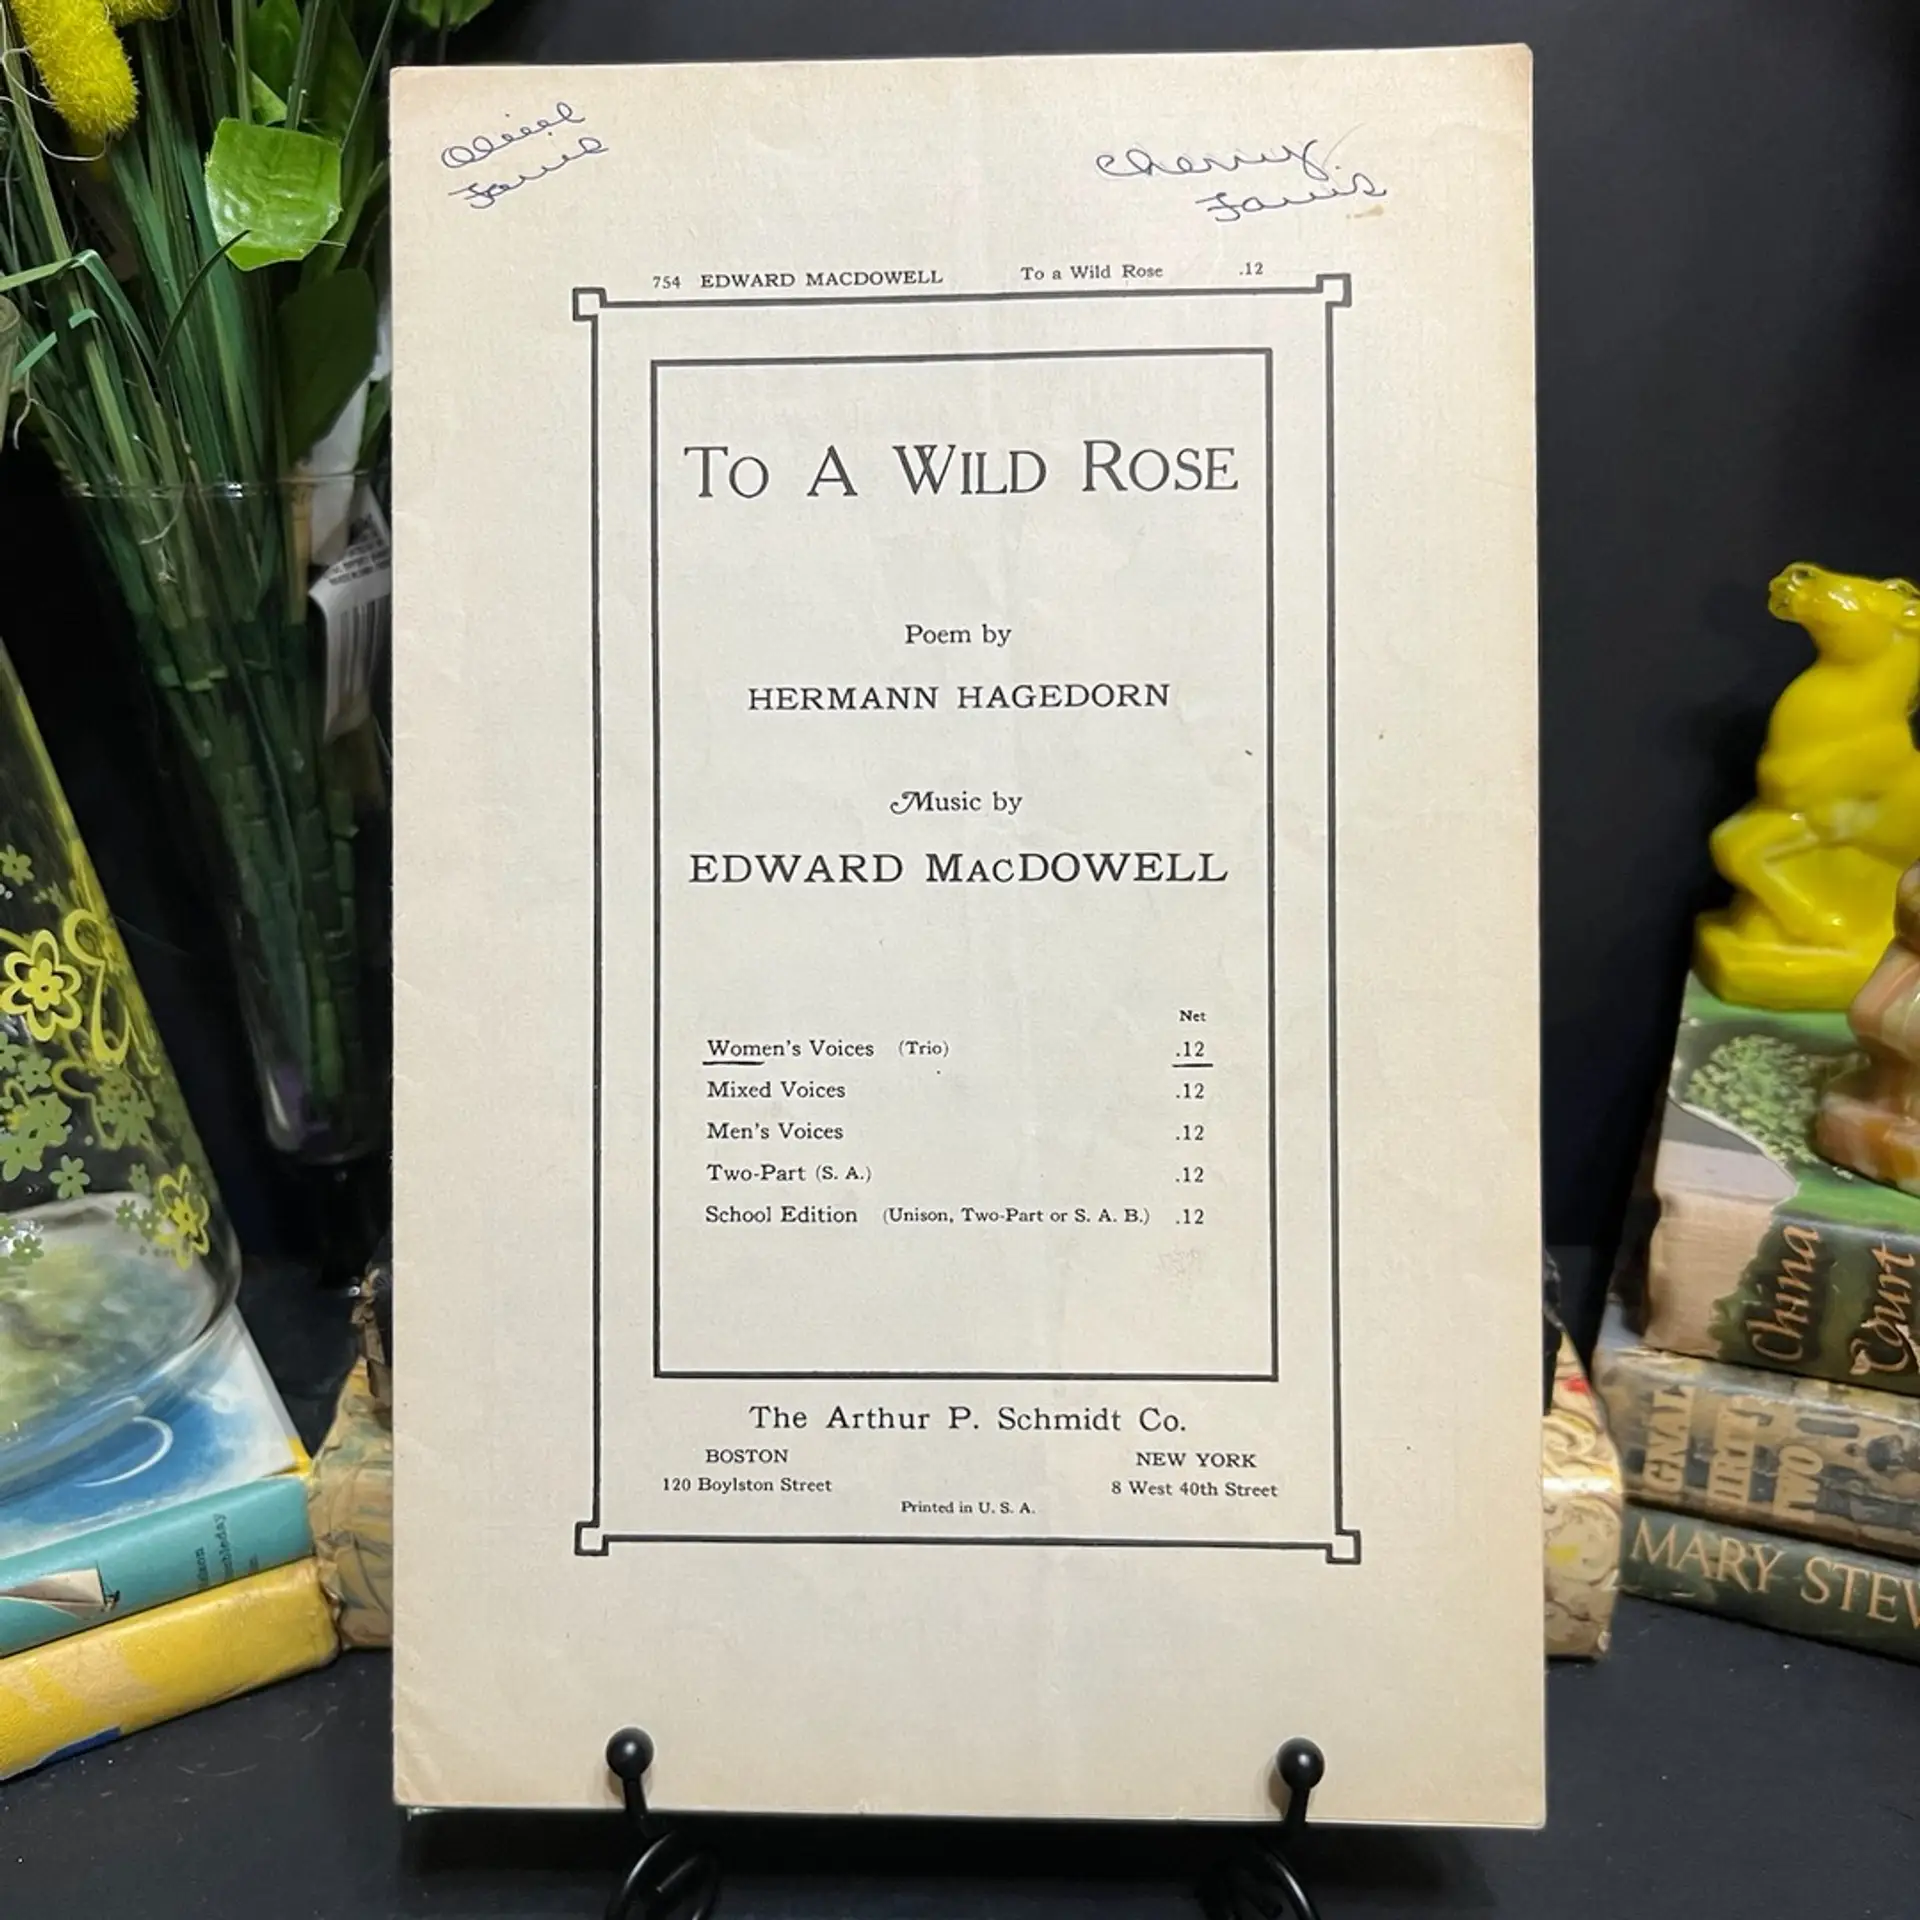 Cherry
Farris
754 EDWARD MACDOWELL To a Wild Rose .12
TO A WILD ROSE
Poem by
HERMANN HAGEDORN
Music by
EDWARD MACDOWELL
Net
Women's Voices (Trio) .12
Mixed Voices .12
Men's Voices .12
Two-Part (S. A.) .12
School Edition (Unison, Two-Part or S. A. B.) .12
The Arthur P. Schmidt Co.
BOSTON NEW YORK
120 Boylston Street 8 West 40th Street
Printed in U. S. A.
China
Court
TWO
MARY